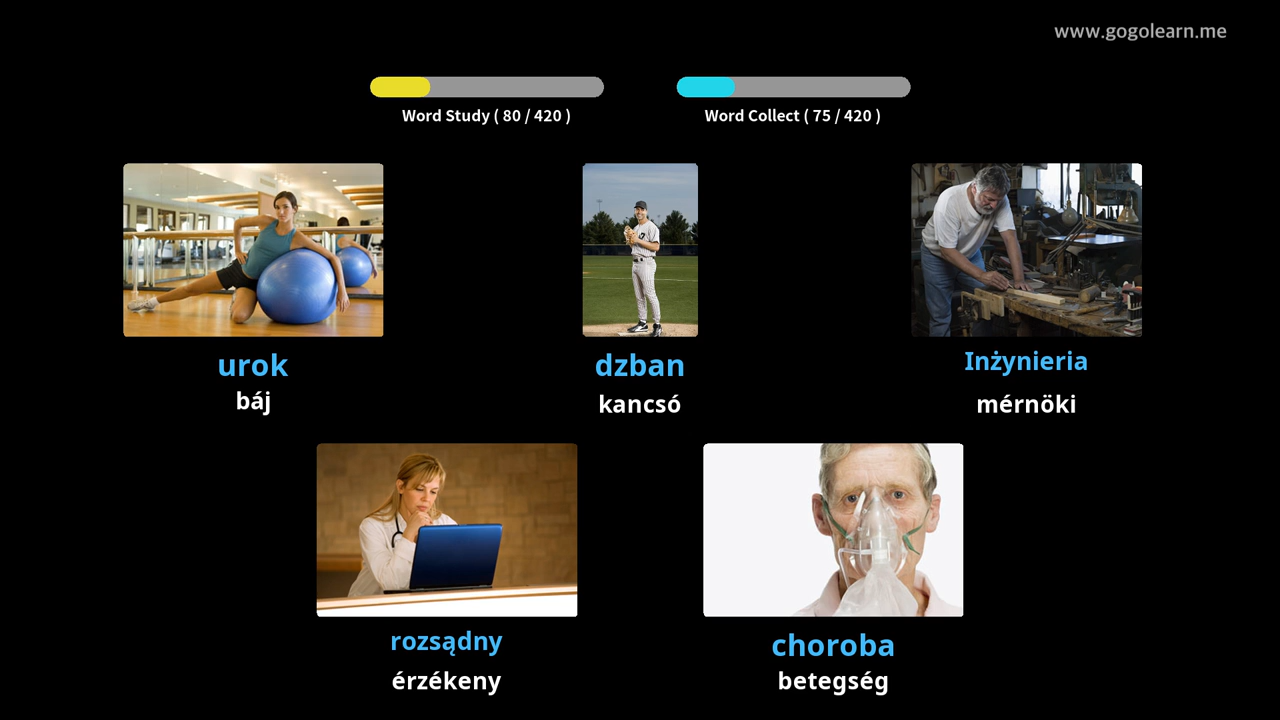 www.gogolearn.me
Word Study ( 80 / 420 )
Word Collect ( 75 / 420 )
urok
báj
dzban
kancsó
Inżynieria
mérnöki
rozsądny
érzékeny
choroba
betegség